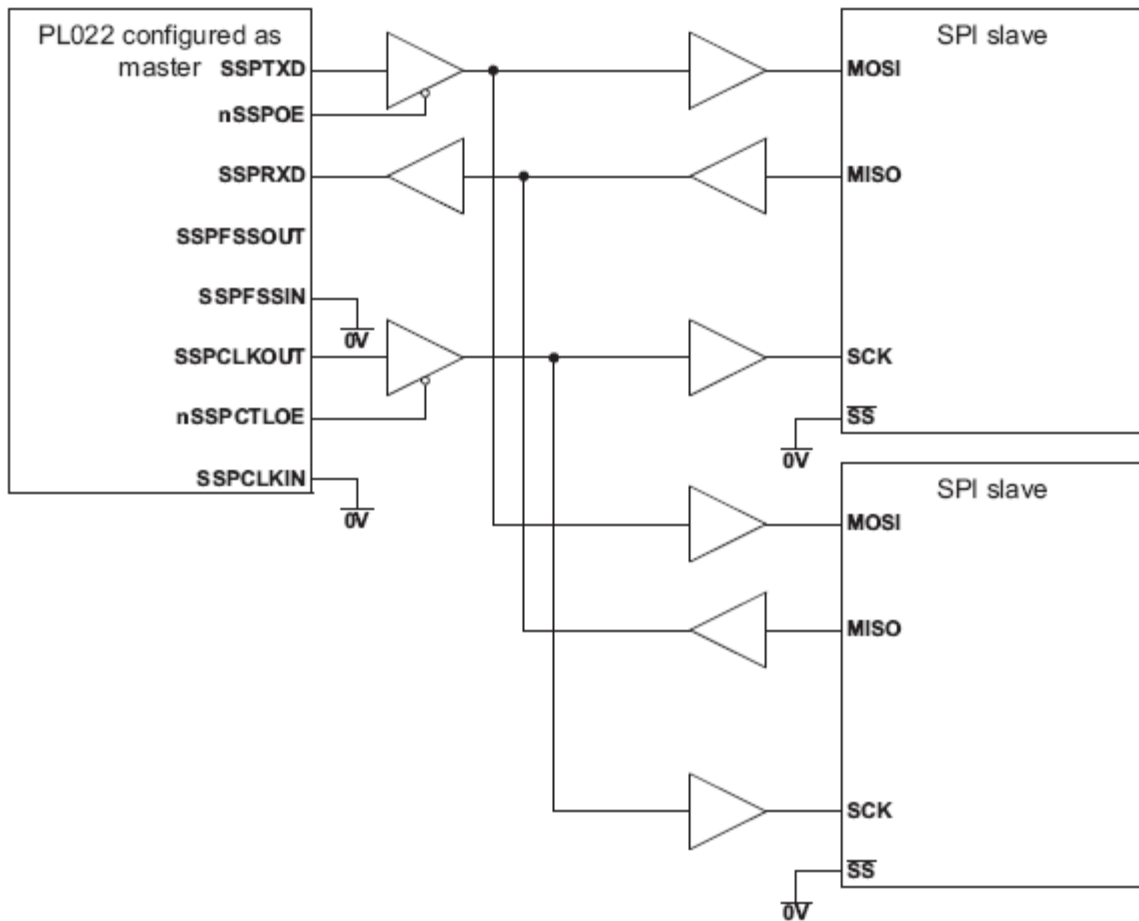 PL022 configured as
master
SSPTXD
nSSPOE
SSPRXD
SSPFSSOUT
SSPFSSIN
0V
SSPCLKOUT
nSSPCTLOE
SSPCLKIN
0V
SPI slave
MOSI
MISO
SCK
SS
0V
SPI slave
MOSI
MISO
SCK
SS
0V